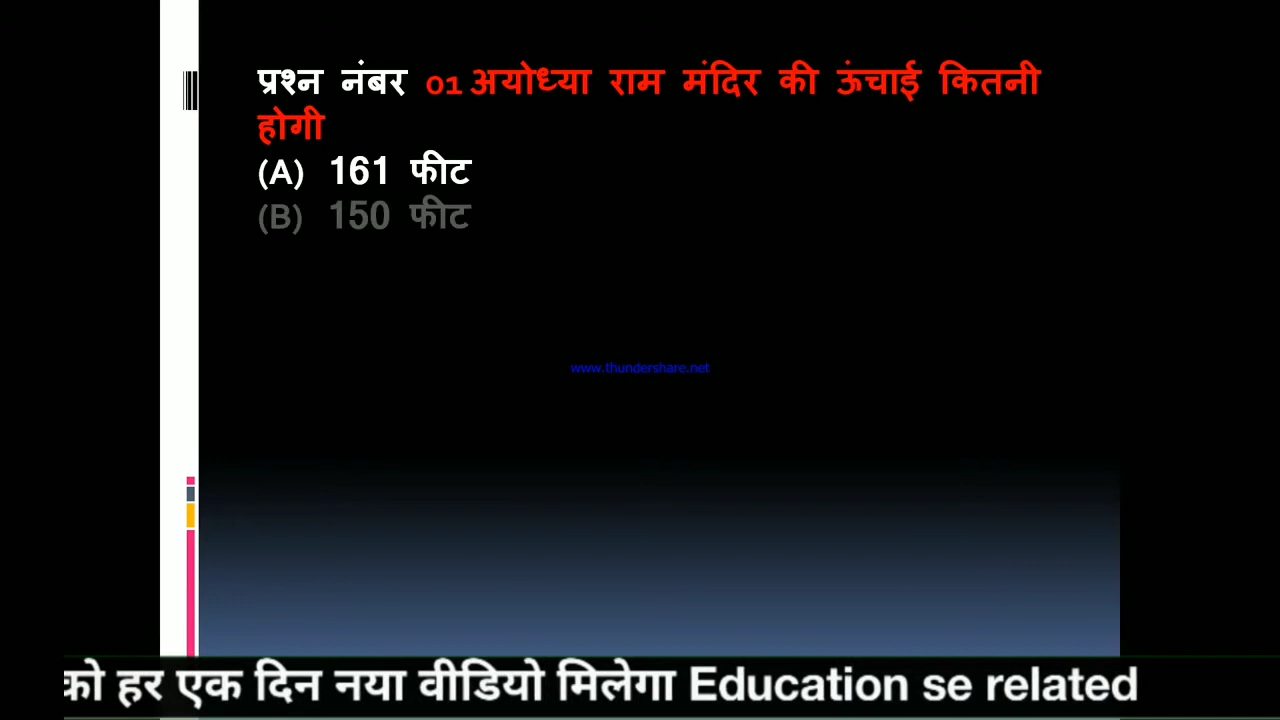 प्रश्न नंबर 01 अयोध्या राम मंदिर की ऊंचाई कितनी
होगी
(A) 161 फीट
(B) 150 फीट
www.thundershare.net
को हर एक दिन नया वीडियो मिलेगा Education se related